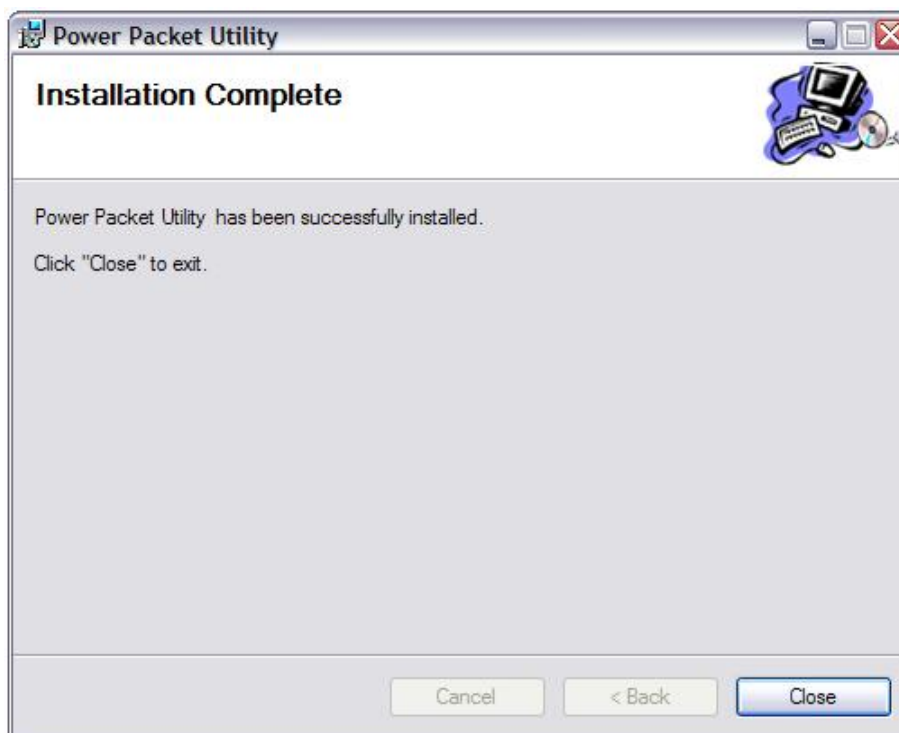 Power Packet Utility
Installation Complete
Power Packet Utility  has been successfully installed.
Click "Close" to exit.
Cancel
< Back
Close